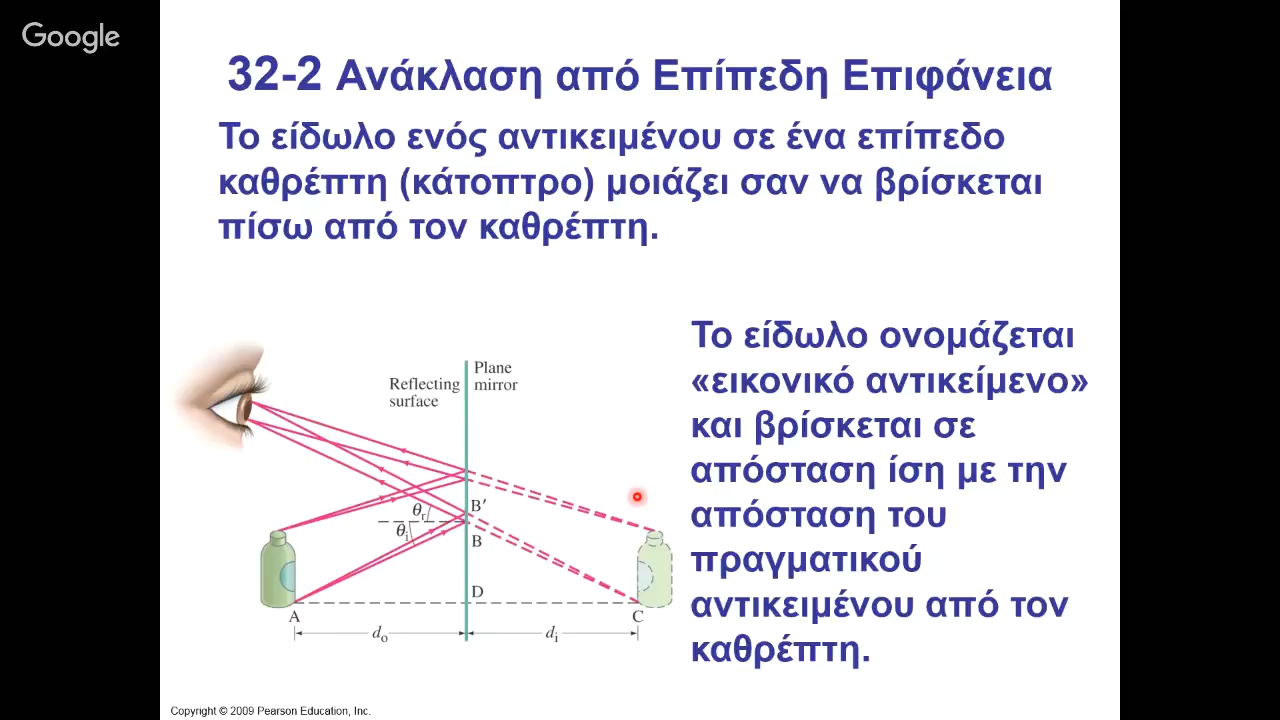 Google
32-2 Ανάκλαση από Επίπεδη Επιφάνεια
Το είδωλο ενός αντικειμένου σε ένα επίπεδο
καθρέπτη (κάτοπτρο) μοιάζει σαν να βρίσκεται
πίσω από τον καθρέπτη.
Το είδωλο ονομάζεται
«εικονικό αντικείμενο»
και βρίσκεται σε
απόσταση ίση με την
απόσταση του
πραγματικού
αντικειμένου από τον
καθρέπτη.
Reflecting
surface
Plane
mirror
B′
θr
θi
B
D
A
C
do
di
Copyright © 2009 Pearson Education, Inc.